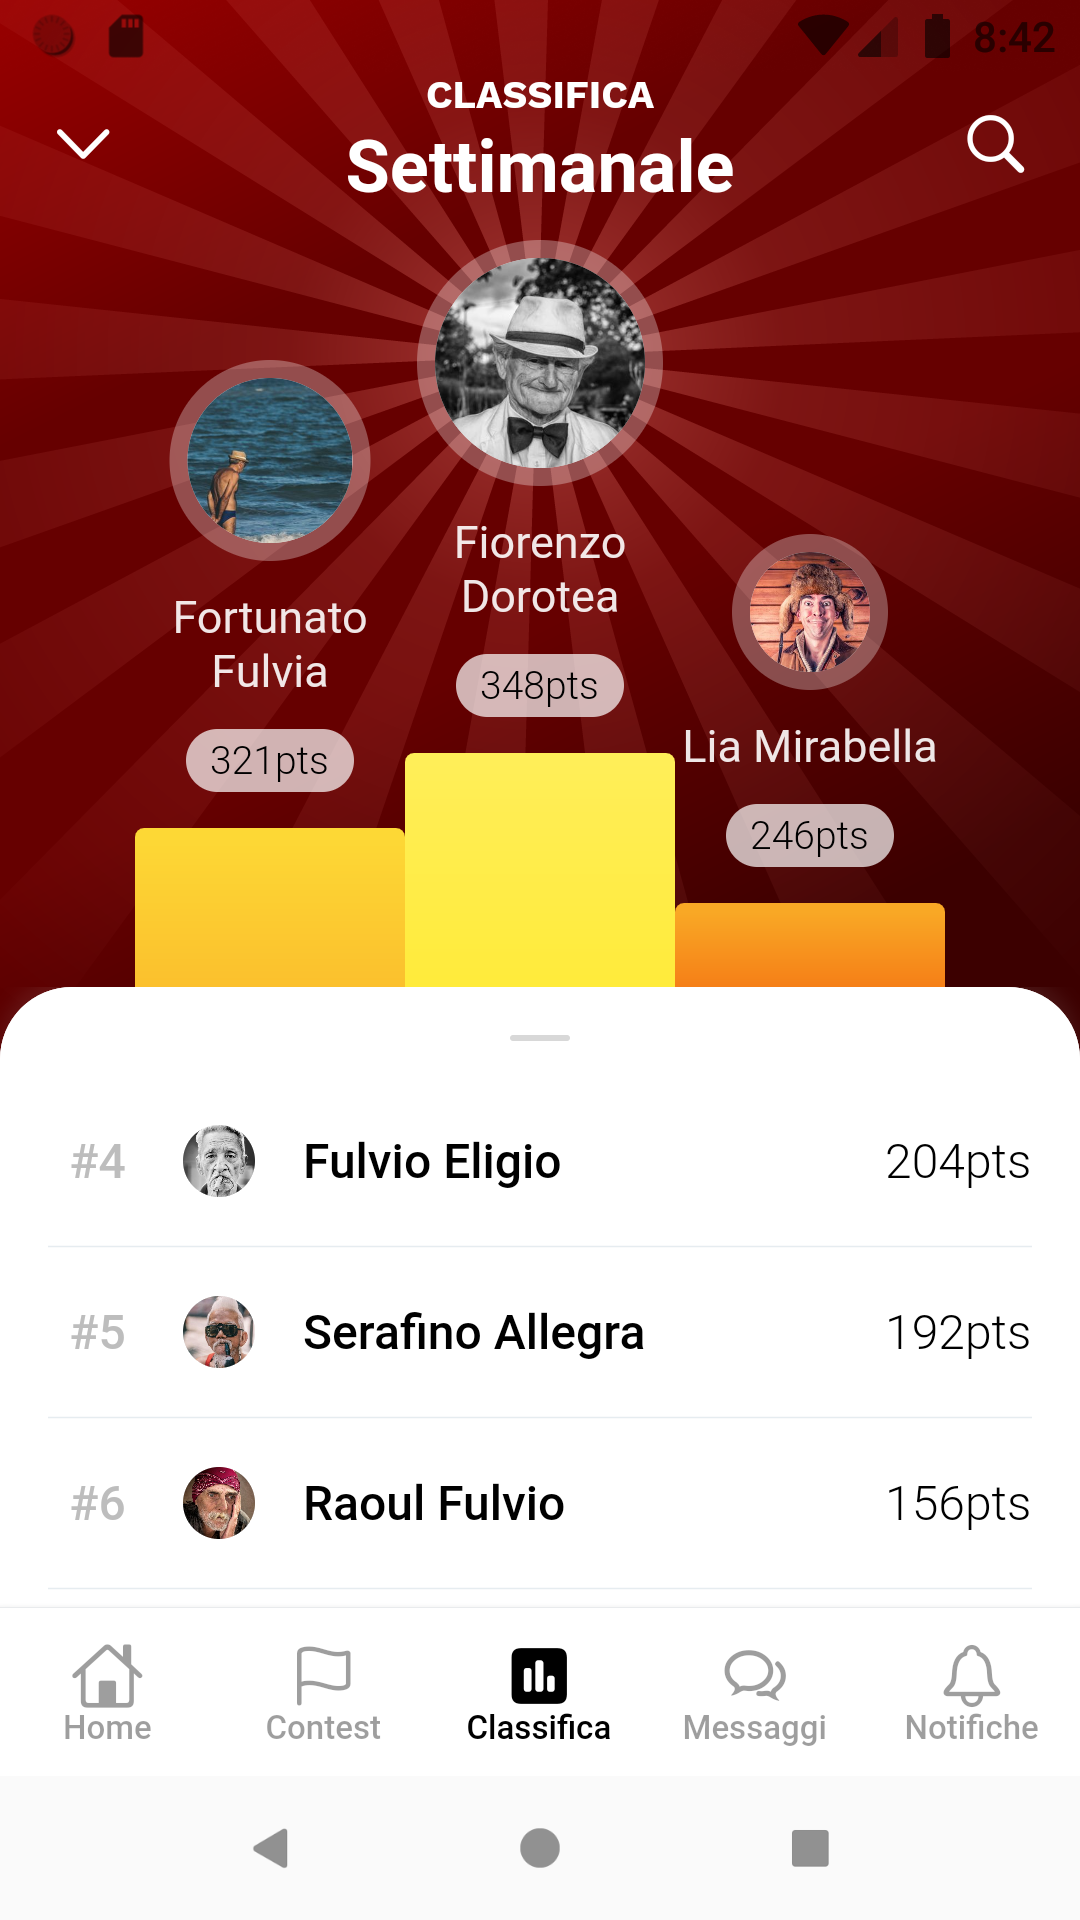 8:42
CLASSIFICA
Settimanale
Fiorenzo
Dorotea
348pts
Fortunato
Fulvia
321pts
Lia Mirabella
246pts
#4 Fulvio Eligio 204pts
#5 Serafino Allegra 192pts
#6 Raoul Fulvio 156pts
Home Contest Classifica Messaggi Notifiche